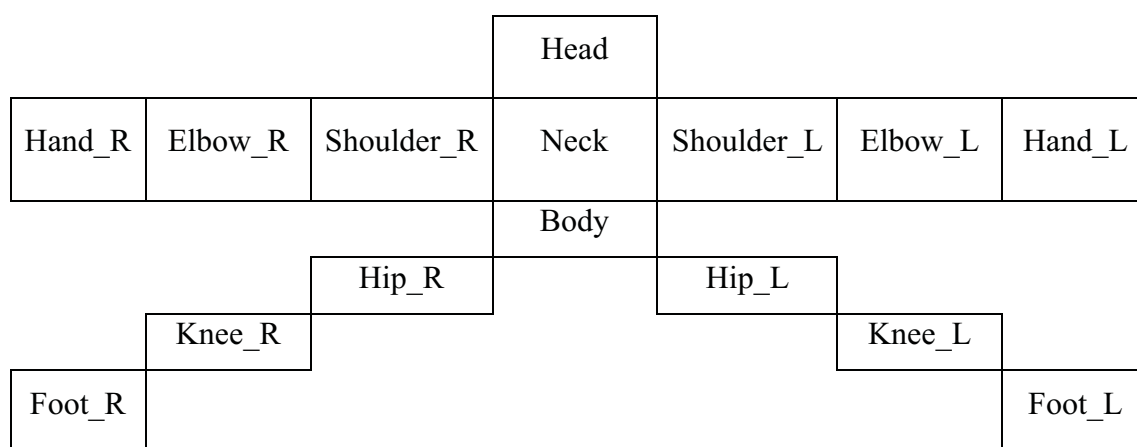 Head
Hand_R Elbow_R Shoulder_R Neck Shoulder_L Elbow_L Hand_L
Body
Hip_R Hip_L
Knee_R Knee_L
Foot_R Foot_L